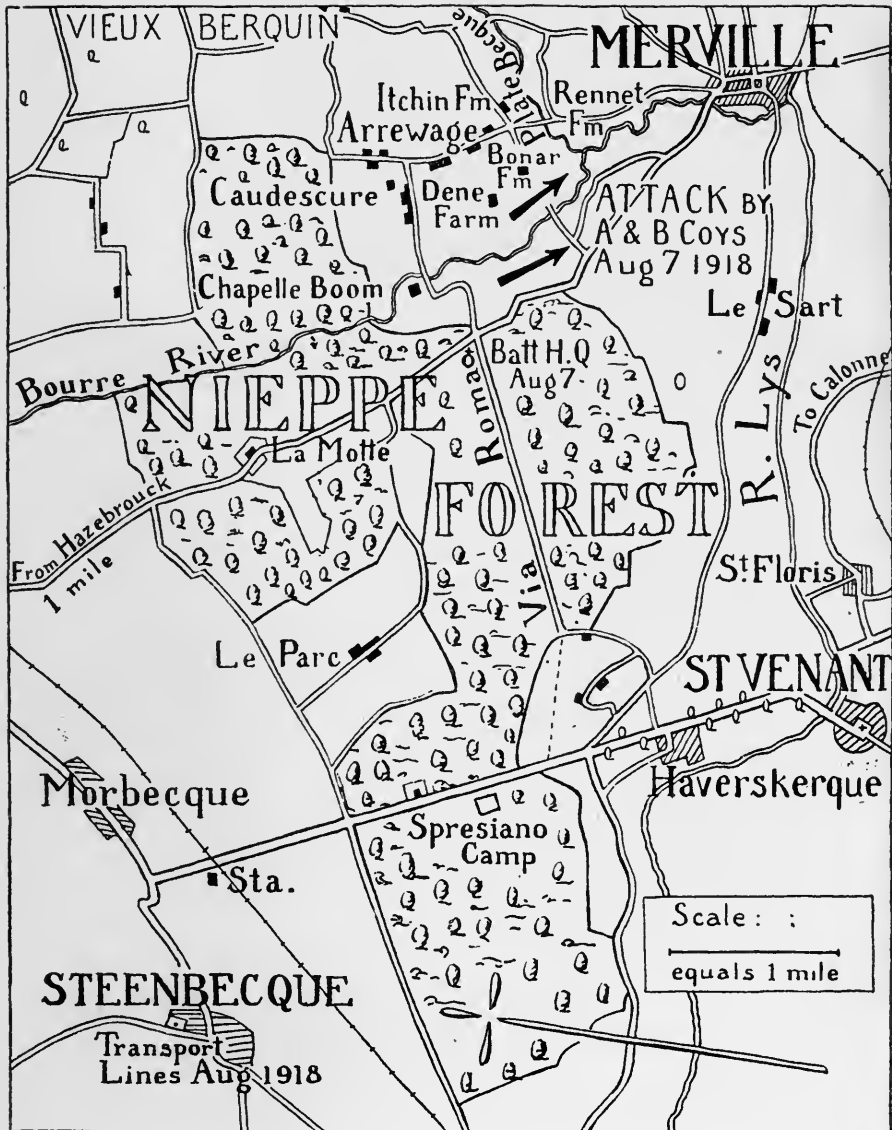 VIEUX BERQUIN
MERVILLE
Plate Becque
Itchin Fm
Rennet
Fm
Arrewage
Bonar
Fm
Caudescure
Dene
Farm
ATTACK BY
A & B COYS
Aug 7 1918
Chapelle Boom
Le Sart
Bourre River
Batt H.Q
Aug 7.
NIEPPE
FOREST
Via Romaq
R. Lys
To Calonne
La Motte
From Hazebrouck
1 mile
St Floris
Le Parc
ST VENANT
Morbecque
Haverskerque
Spresiano
Camp
Sta.
Scale: ;
equals 1 mile
STEENBECQUE
Transport
Lines Aug 1918